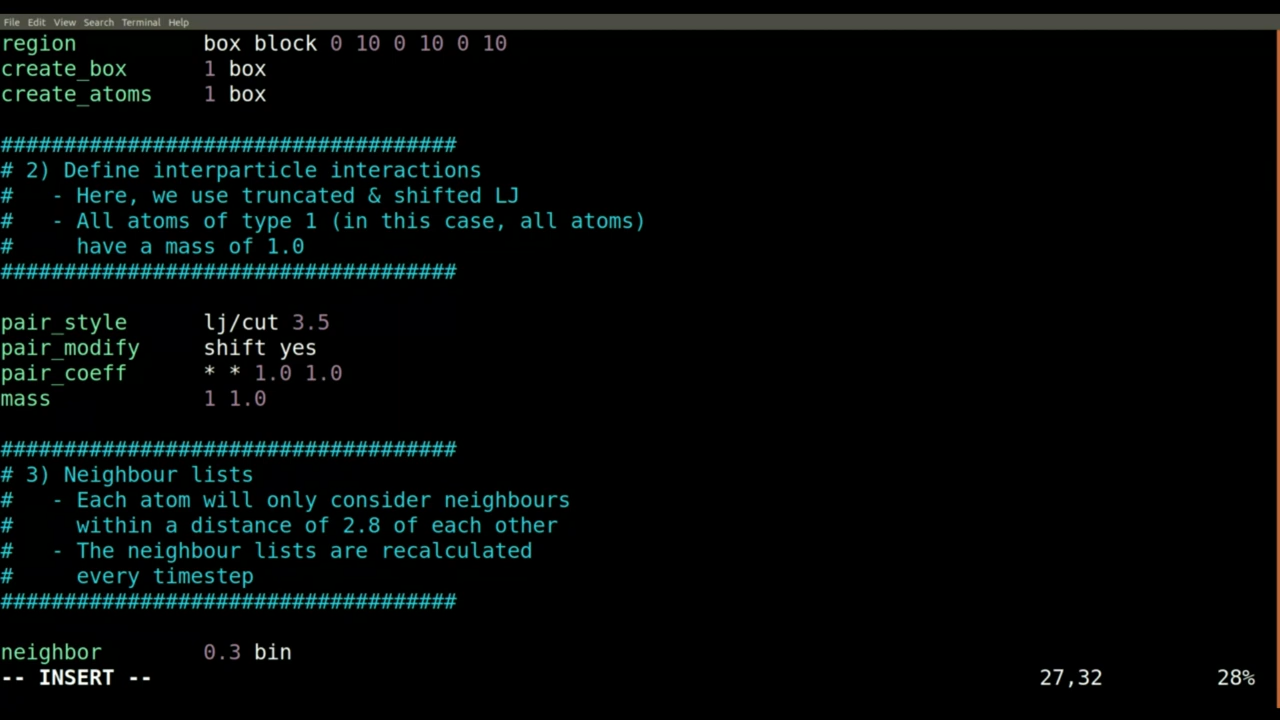 File Edit View Search Terminal Help
region          box block 0 10 0 10 0 10
create_box      1 box
create_atoms    1 box
####################################
# 2) Define interparticle interactions
#   - Here, we use truncated & shifted LJ
#   - All atoms of type 1 (in this case, all atoms)
#     have a mass of 1.0
####################################
pair_style      lj/cut 3.5
pair_modify     shift yes
pair_coeff      * * 1.0 1.0
mass            1 1.0
####################################
# 3) Neighbour lists
#   - Each atom will only consider neighbours
#     within a distance of 2.8 of each other
#   - The neighbour lists are recalculated
#     every timestep
####################################
neighbor        0.3 bin
-- INSERT -- 27,32 28%